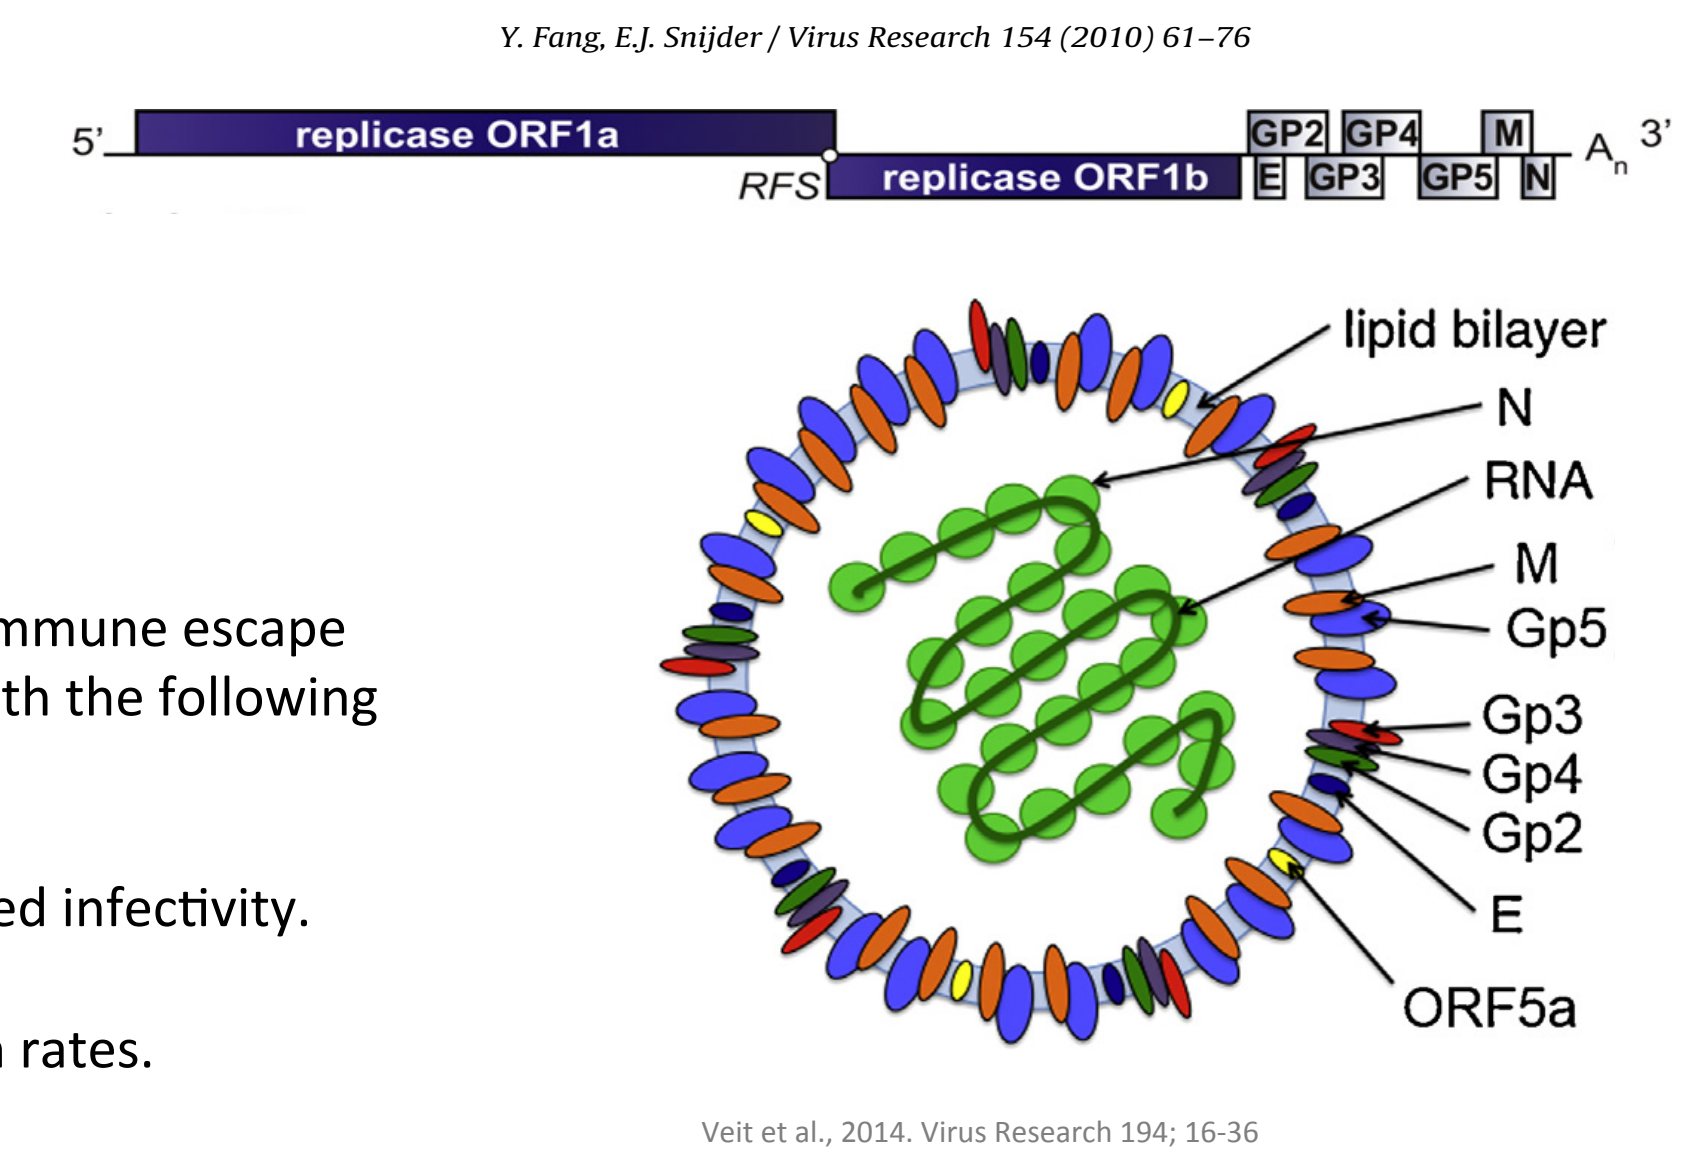 Y. Fang, E.J. Snijder / Virus Research 154 (2010) 61–76
5’ replicase ORF1a GP2 GP4 M An 3’
RFS replicase ORF1b E GP3 GP5 N
lipid bilayer
N
RNA
M
mmune escape
Gp5
th the following
Gp3
Gp4
Gp2
ed infectivity.
E
ORF5a
rates.
Veit et al., 2014. Virus Research 194; 16-36